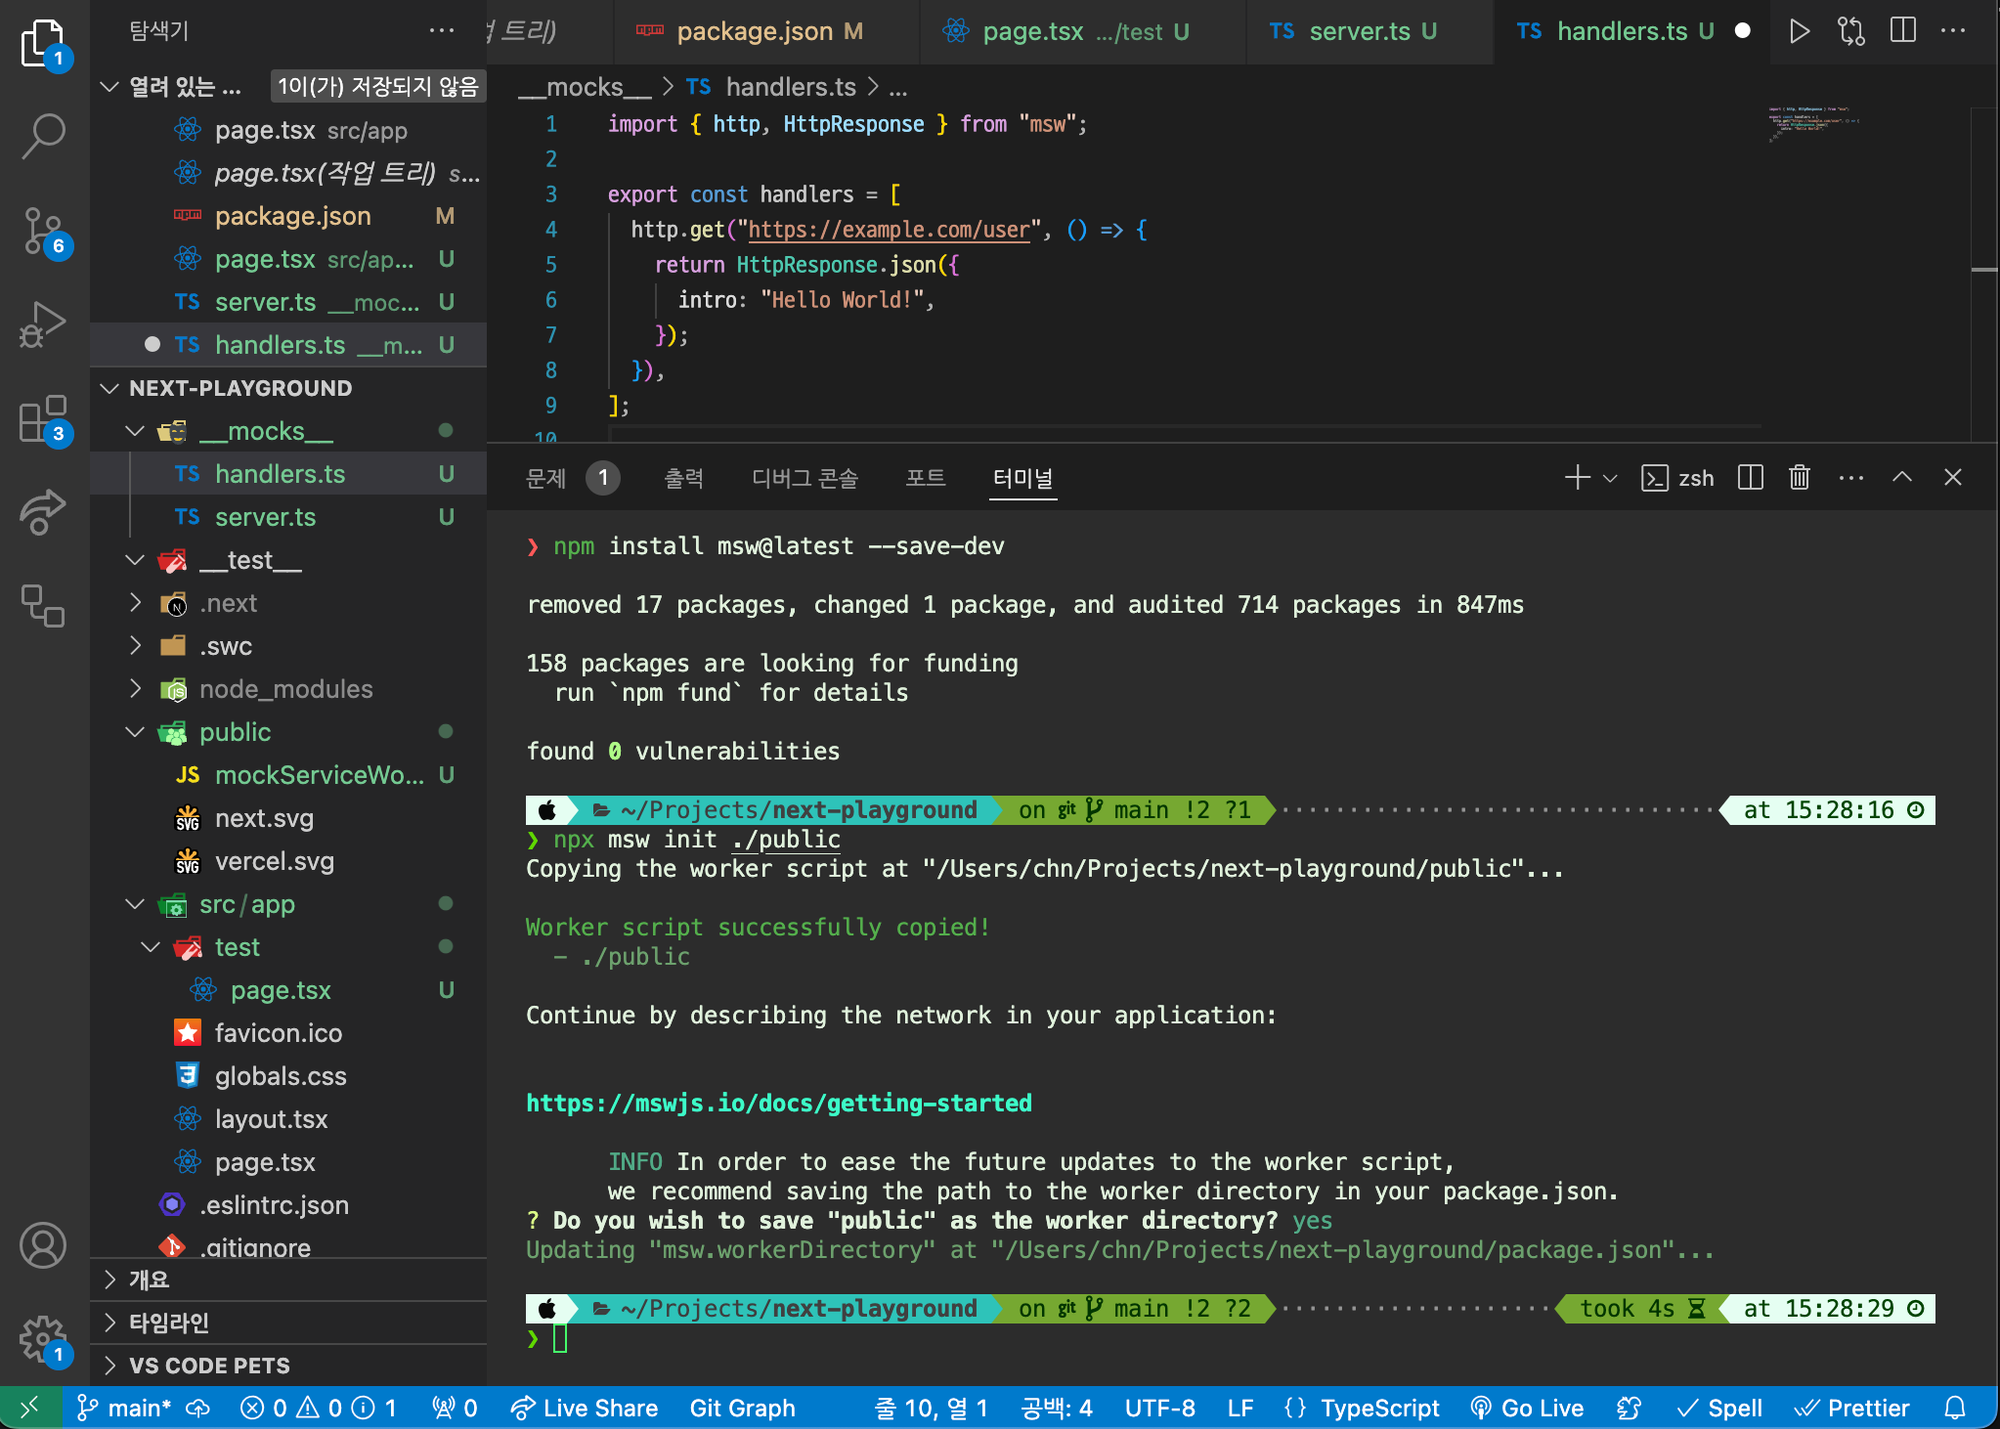 탐색기
열려 있는 ... 1이(가) 저장되지 않음
page.tsx src/app
page.tsx(작업 트리) s...
package.json M
page.tsx src/ap... U
server.ts __moc... U
handlers.ts __m... U
NEXT-PLAYGROUND
__mocks__
handlers.ts U
server.ts U
__test__
.next
.swc
node_modules
public
mockServiceWo... U
next.svg
vercel.svg
src/app
test
page.tsx U
favicon.ico
globals.css
layout.tsx
page.tsx
.eslintrc.json
.gitignore
개요
타임라인
VS CODE PETS
트리) package.json M page.tsx .../test U server.ts U handlers.ts U
__mocks__ > TS handlers.ts > ...
1 import { http, HttpResponse } from "msw";
2
3 export const handlers = [
4 http.get("https://example.com/user", () => {
5 return HttpResponse.json({
6 intro: "Hello World!",
7 });
8 }),
9 ];
10
문제 1 출력 디버그 콘솔 포트 터미널 zsh
❯ npm install msw@latest --save-dev
removed 17 packages, changed 1 package, and audited 714 packages in 847ms
158 packages are looking for funding
run `npm fund` for details
found 0 vulnerabilities
~/Projects/next-playground on git main !2 ?1 at 15:28:16
❯ npx msw init ./public
Copying the worker script at "/Users/chn/Projects/next-playground/public"...
Worker script successfully copied!
- ./public
Continue by describing the network in your application:
https://mswjs.io/docs/getting-started
INFO In order to ease the future updates to the worker script,
we recommend saving the path to the worker directory in your package.json.
? Do you wish to save "public" as the worker directory? yes
Updating "msw.workerDirectory" at "/Users/chn/Projects/next-playground/package.json"...
~/Projects/next-playground on git main !2 ?2 took 4s at 15:28:29
❯
main* 0 0 1 0 Live Share Git Graph 줄 10, 열 1 공백: 4 UTF-8 LF {} TypeScript Go Live Spell Prettier